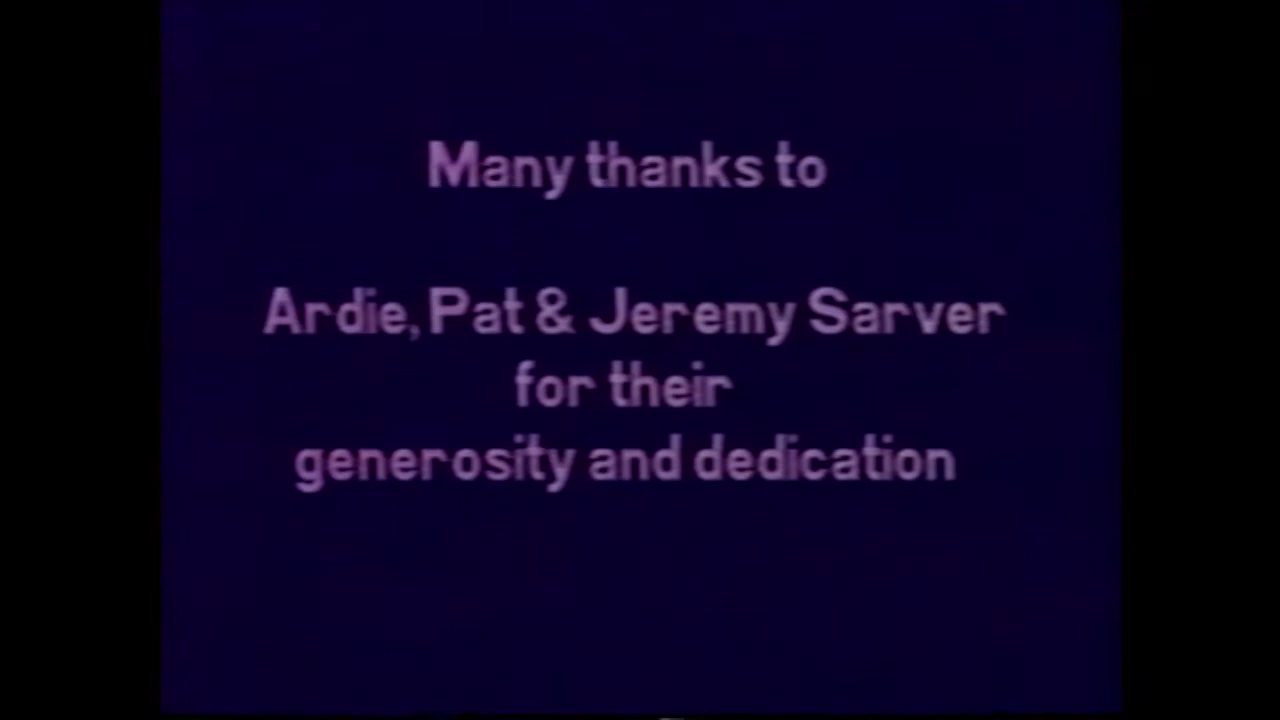 Many thanks to
Ardie, Pat & Jeremy Sarver
for their
generosity and dedication